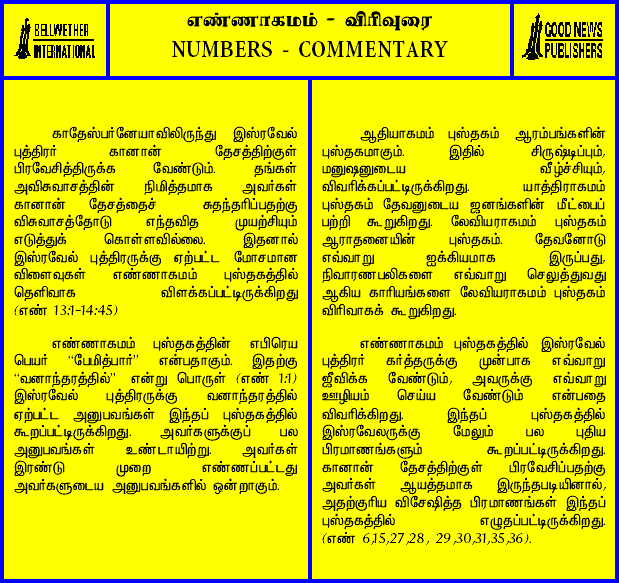 BELLWETHER
INTERNATIONAL
எண்ணாகமம் - விரிவுரை
NUMBERS - COMMENTARY
GOOD NEWS
PUBLISHERS
காதேஸ்பர்னேயாவிலிருந்து இஸ்ரவேல்
புத்திரர் கானான் தேசத்திற்குள்
பிரவேசித்திருக்க வேண்டும். தங்கள்
அவிசுவாசத்தின் நிமித்தமாக அவர்கள்
கானான் தேசத்தைச் சுதந்தரிப்பதற்கு
விசுவாசத்தோடு எந்தவித முயற்சியும்
எடுத்துக் கொள்ளவில்லை. இதனால்
இஸ்ரவேல் புத்திரருக்கு ஏற்பட்ட மோசமான
விளைவுகள் எண்ணாகமம் புஸ்தகத்தில்
தெளிவாக விளக்கப்பட்டிருக்கிறது
(எண் 13:1-14:45)
எண்ணாகமம் புஸ்தகத்தின் எபிரெய
பெயர் “பேமித்பார்” என்பதாகும். இதற்கு
“வனாந்தரத்தில்” என்று பொருள் (எண் 1:1)
இஸ்ரவேல் புத்திரருக்கு வனாந்தரத்தில்
ஏற்பட்ட அனுபவங்கள் இந்தப் புஸ்தகத்தில்
கூறப்பட்டிருக்கிறது. அவர்களுக்குப் பல
அனுபவங்கள் உண்டாயிற்று. அவர்கள்
இரண்டு முறை எண்ணப்பட்டது
அவர்களுடைய அனுபவங்களில் ஒன்றாகும்.
ஆதியாகமம் புஸ்தகம் ஆரம்பங்களின்
புஸ்தகமாகும். இதில் சிருஷ்டிப்பும்,
மனுஷனுடைய வீழ்ச்சியும்,
விவரிக்கப்பட்டிருக்கிறது. யாத்திராகமம்
புஸ்தகம் தேவனுடைய ஜனங்களின் மீட்பைப்
பற்றி கூறுகிறது. லேவியராகமம் புஸ்தகம்
ஆராதனையின் புஸ்தகம். தேவனோடு
எவ்வாறு ஐக்கியமாக இருப்பது,
நிவாரணபலிகளை எவ்வாறு செலுத்துவது
ஆகிய காரியங்களை லேவியராகமம் புஸ்தகம்
விரிவாகக் கூறுகிறது.
எண்ணாகமம் புஸ்தகத்தில் இஸ்ரவேல்
புத்திரர் கர்த்தருக்கு முன்பாக எவ்வாறு
ஜீவிக்க வேண்டும், அவருக்கு எவ்வாறு
ஊழியம் செய்ய வேண்டும் என்பதை
விவரிக்கிறது. இந்தப் புஸ்தகத்தில்
இஸ்ரவேலருக்கு மேலும் பல புதிய
பிரமாணங்களும் கூறப்பட்டிருக்கிறது.
கானான் தேசத்திற்குள் பிரவேசிப்பதற்கு
அவர்கள் ஆயத்தமாக இருந்தபடியினால்,
அதற்குரிய விசேஷித்த பிரமாணங்கள் இந்தப்
புஸ்தகத்தில் எழுதப்பட்டிருக்கிறது.
(எண் 6,15,27,28, 29,30,31,35,36).